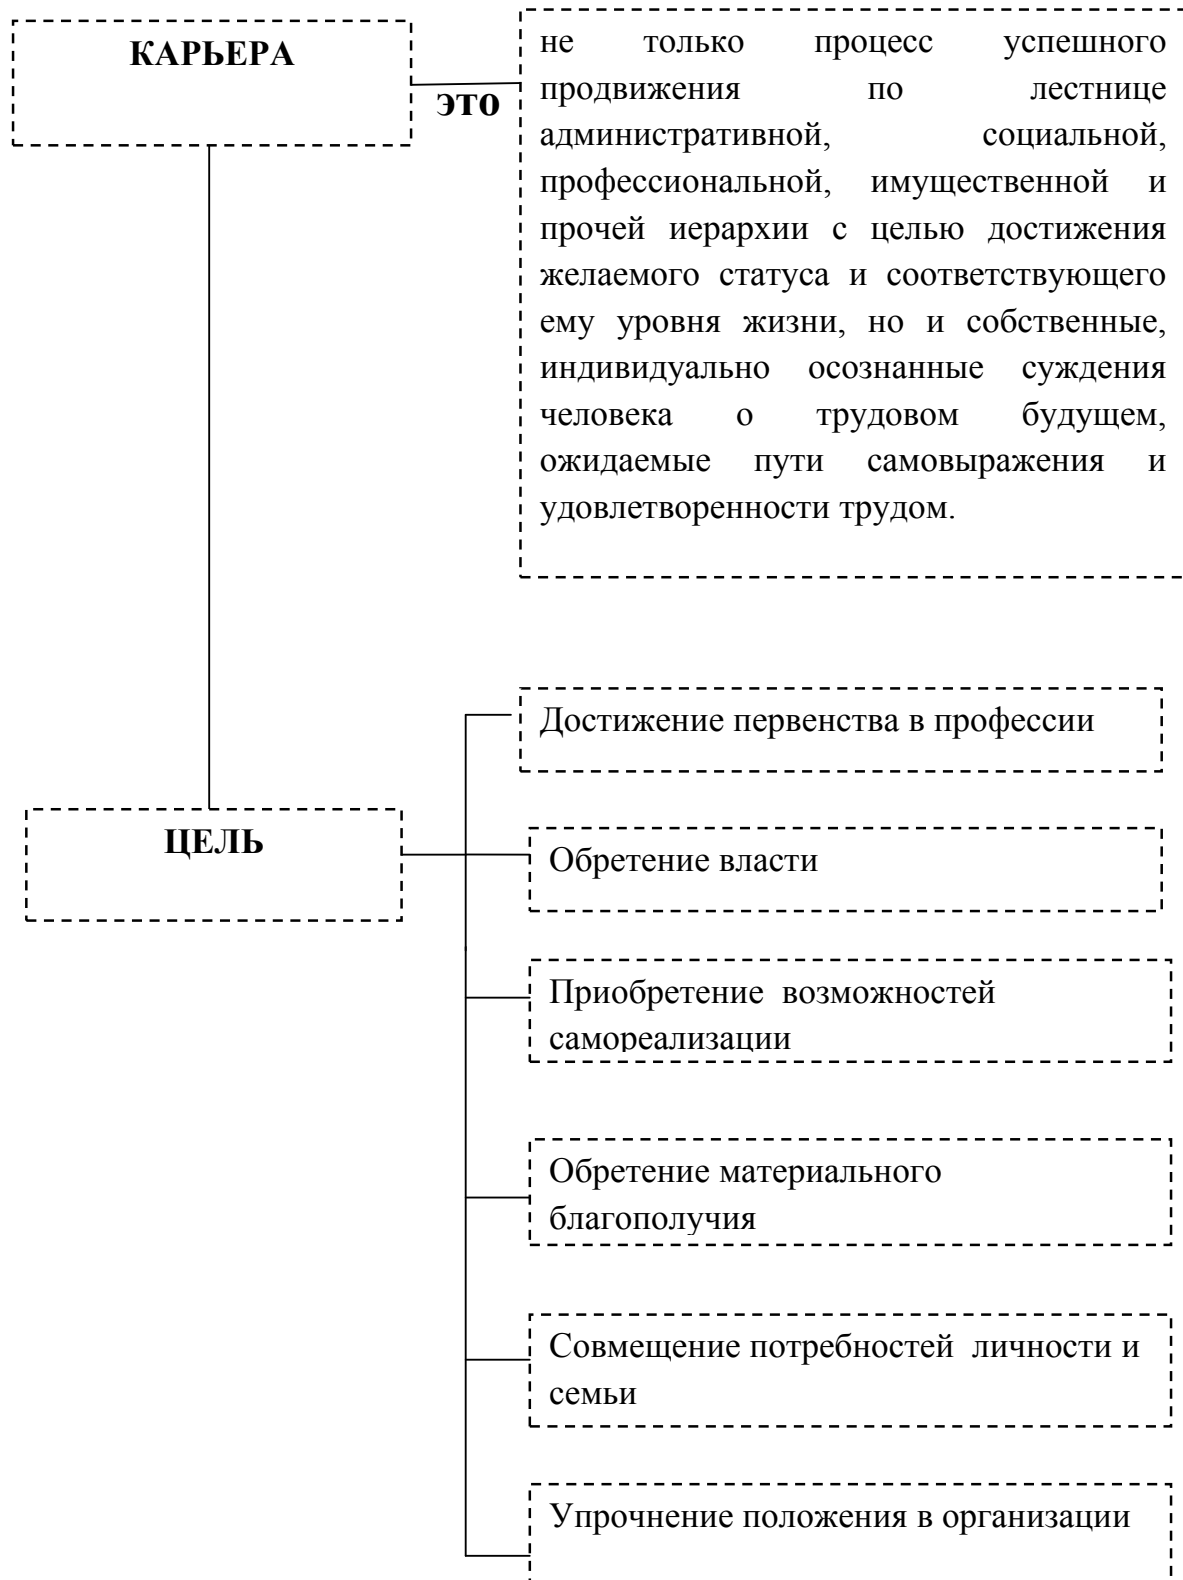 КАРЬЕРА
это
не только процесс успешного
продвижения по лестнице
административной, социальной,
профессиональной, имущественной и
прочей иерархии с целью достижения
желаемого статуса и соответствующего
ему уровня жизни, но и собственные,
индивидуально осознанные суждения
человека о трудовом будущем,
ожидаемые пути самовыражения и
удовлетворенности трудом.
ЦЕЛЬ
Достижение первенства в профессии
Обретение власти
Приобретение возможностей
самореализации
Обретение материального
благополучия
Совмещение потребностей личности и
семьи
Упрочнение положения в организации